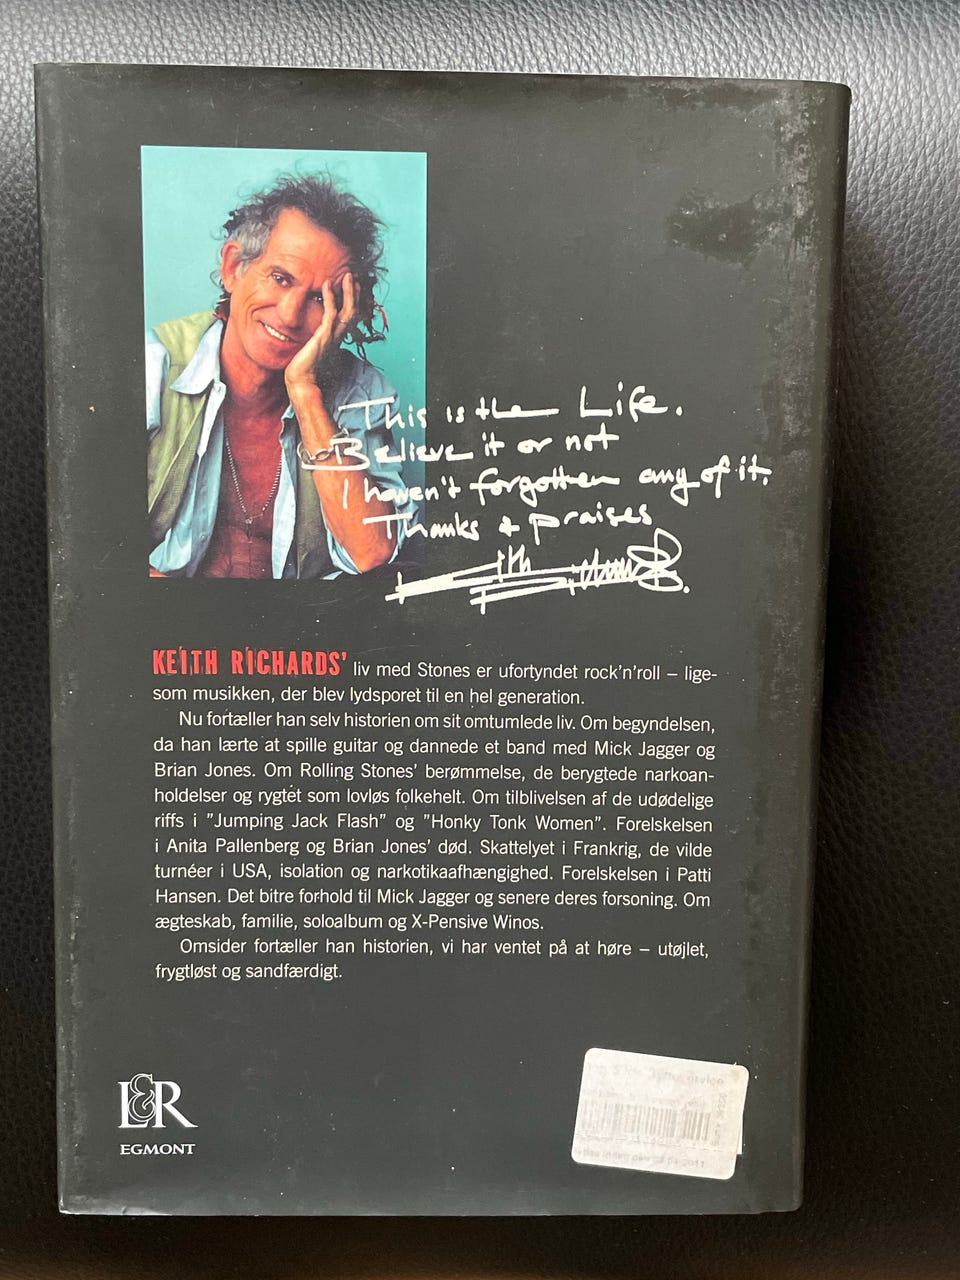 This is the Life.
Believe it or not
I haven't forgotten any of it.
Thanks & praises
Keith Richards
KEITH RICHARDS' liv med Stones er ufortyndet rock'n'roll – lige-
som musikken, der blev lydsporet til en hel generation.
Nu fortæller han selv historien om sit omtumlede liv. Om begyndelsen,
da han lærte at spille guitar og dannede et band med Mick Jagger og
Brian Jones. Om Rolling Stones' berømmelse, de berygtede narkoan-
holdelser og rygtet som lovløs folkehelt. Om tilblivelsen af de udødelige
riffs i "Jumping Jack Flash" og "Honky Tonk Women". Forelskelsen
i Anita Pallenberg og Brian Jones' død. Skattelyet i Frankrig, de vilde
turnéer i USA, isolation og narkotikaafhængighed. Forelskelsen i Patti
Hansen. Det bitre forhold til Mick Jagger og senere deres forsoning. Om
ægteskab, familie, soloalbum og X-Pensive Winos.
Omsider fortæller han historien, vi har ventet på at høre – utøjlet,
frygtløst og sandfærdigt.
L&R
EGMONT
2011